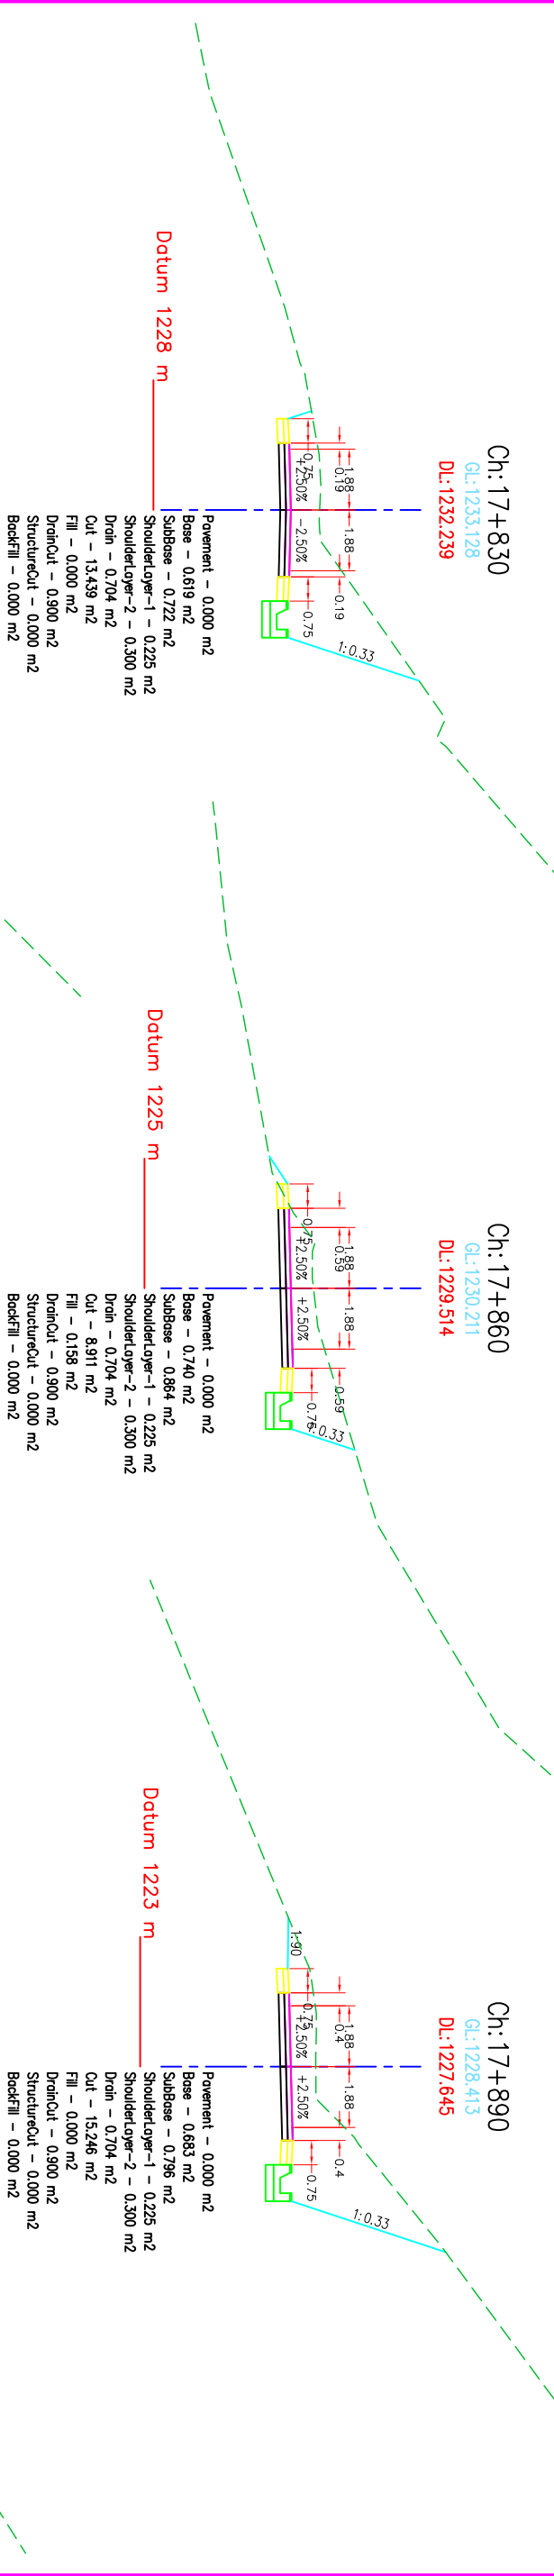 Ch:17+830
GL:1233.128
DL:1232.239
1.88
1.88
0.19
0.19
0.75
0.75
+2.50%
-2.50%
1:0.33
Datum 1228 m
Pavement - 0.000 m2
Base - 0.619 m2
SubBase - 0.722 m2
ShoulderLayer-1 - 0.225 m2
ShoulderLayer-2 - 0.300 m2
Drain - 0.704 m2
Cut - 13.439 m2
Fill - 0.000 m2
DrainCut - 0.900 m2
StructureCut - 0.000 m2
BackFill - 0.000 m2
Ch:17+860
GL:1230.211
DL:1229.514
1.88
1.88
0.59
0.59
0.75
0.75
+2.50%
+2.50%
1:0.33
Datum 1225 m
Pavement - 0.000 m2
Base - 0.740 m2
SubBase - 0.864 m2
ShoulderLayer-1 - 0.225 m2
ShoulderLayer-2 - 0.300 m2
Drain - 0.704 m2
Cut - 8.911 m2
Fill - 0.158 m2
DrainCut - 0.900 m2
StructureCut - 0.000 m2
BackFill - 0.000 m2
Ch:17+890
GL:1228.413
DL:1227.645
1.88
1.88
0.4
0.4
0.75
0.75
+2.50%
+2.50%
1:90
1:0.33
Datum 1223 m
Pavement - 0.000 m2
Base - 0.683 m2
SubBase - 0.796 m2
ShoulderLayer-1 - 0.225 m2
ShoulderLayer-2 - 0.300 m2
Drain - 0.704 m2
Cut - 15.246 m2
Fill - 0.000 m2
DrainCut - 0.900 m2
StructureCut - 0.000 m2
BackFill - 0.000 m2